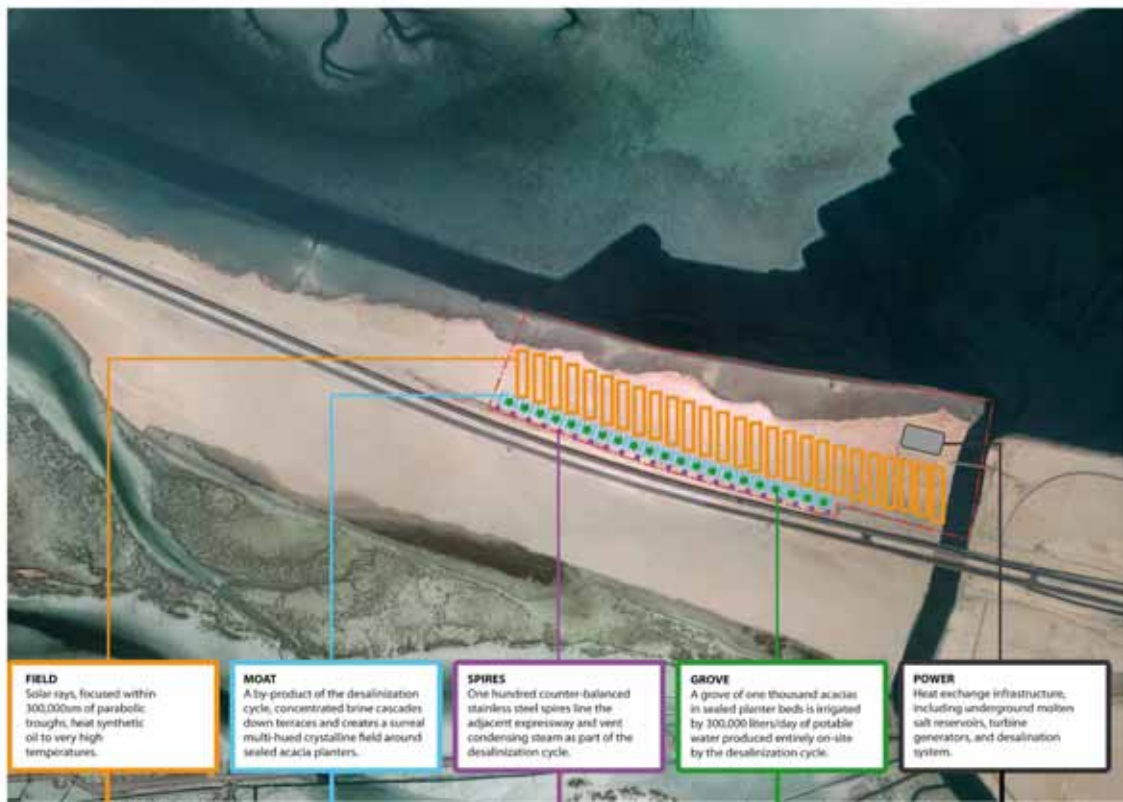 FIELD
Solar rays, focused within
300,000sm of parabolic
troughs, heat synthetic
oil to very high
temperatures.
MOAT
A by-product of the desalinization
cycle, concentrated brine cascades
down terraces and creates a surreal
multi-hued crystalline field around
sealed acacia planters.
SPIRES
One hundred counter-balanced
stainless steel spires line the
adjacent expressway and vent
condensing steam as part of the
desalinization cycle.
GROVE
A grove of one thousand acacias
in sealed planter beds is irrigated
by 300,000 liters/day of potable
water produced entirely on-site
by the desalinization cycle.
POWER
Heat exchange infrastructure,
including underground molten
salt reservoirs, turbine
generators, and desalination
system.